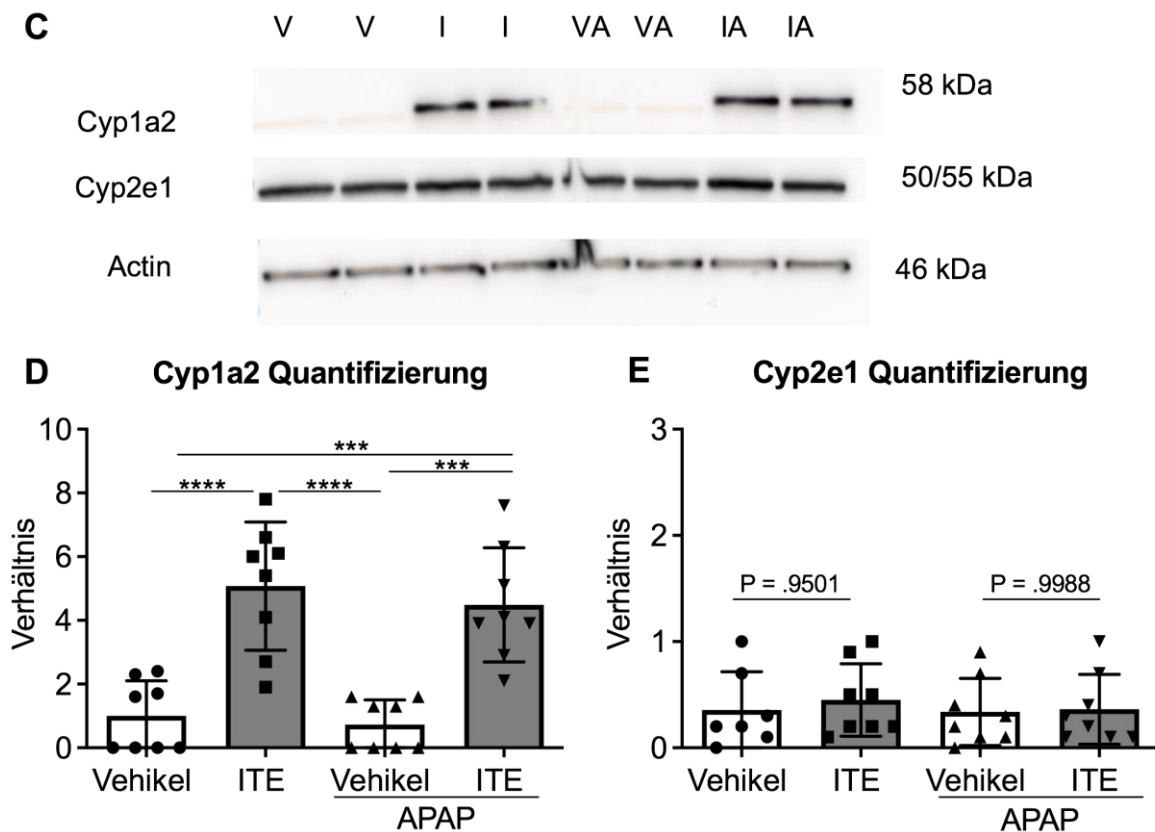 C
V V I I VA VA IA IA
Cyp1a2 58 kDa
Cyp2e1 50/55 kDa
Actin 46 kDa
D Cyp1a2 Quantifizierung
Verhältnis
10
8
6
4
2
0
***
***
**** ****
Vehikel ITE Vehikel ITE
APAP
E Cyp2e1 Quantifizierung
Verhältnis
3
2
1
0
P = .9501 P = .9988
Vehikel ITE Vehikel ITE
APAP